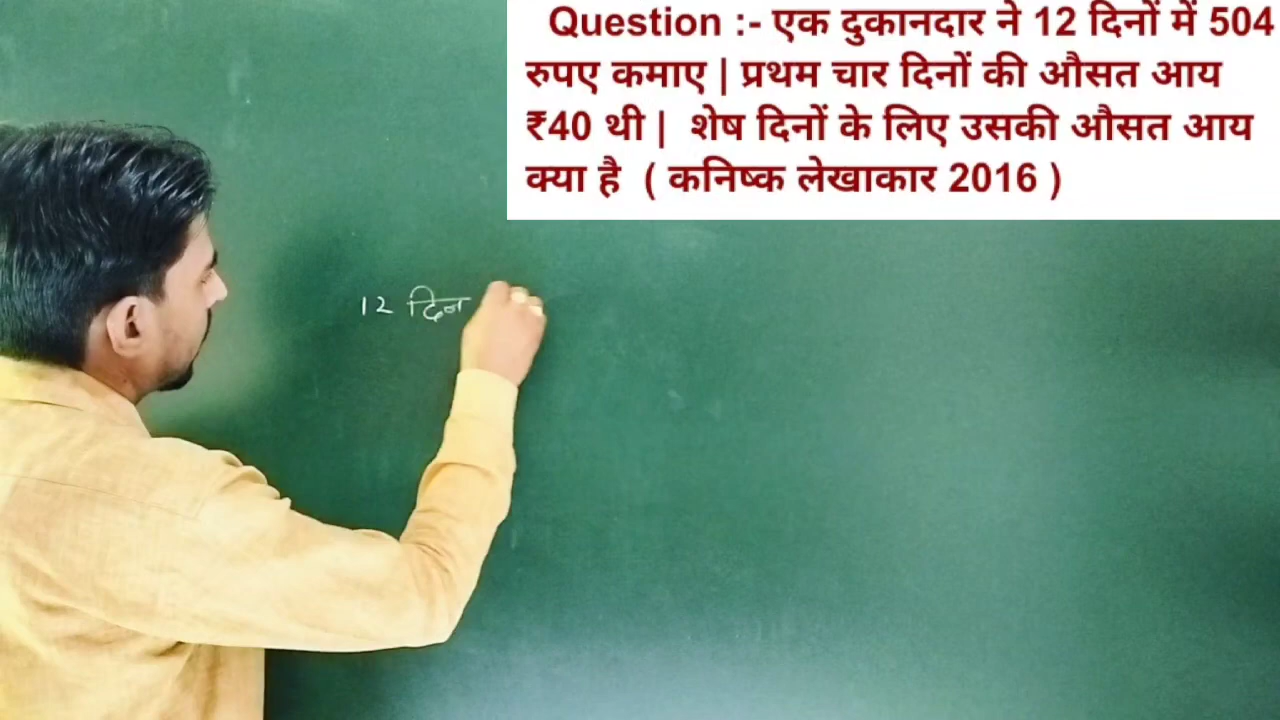 Question :- एक दुकानदार ने 12 दिनों में 504
रुपए कमाए | प्रथम चार दिनों की औसत आय
₹40 थी | शेष दिनों के लिए उसकी औसत आय
क्या है ( कनिष्क लेखाकार 2016 )
12 दिन